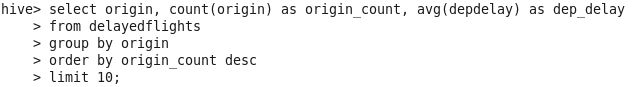 hive> select origin, count(origin) as origin_count, avg(depdelay) as dep_delay
    > from delayedflights
    > group by origin
    > order by origin_count desc
    > limit 10;